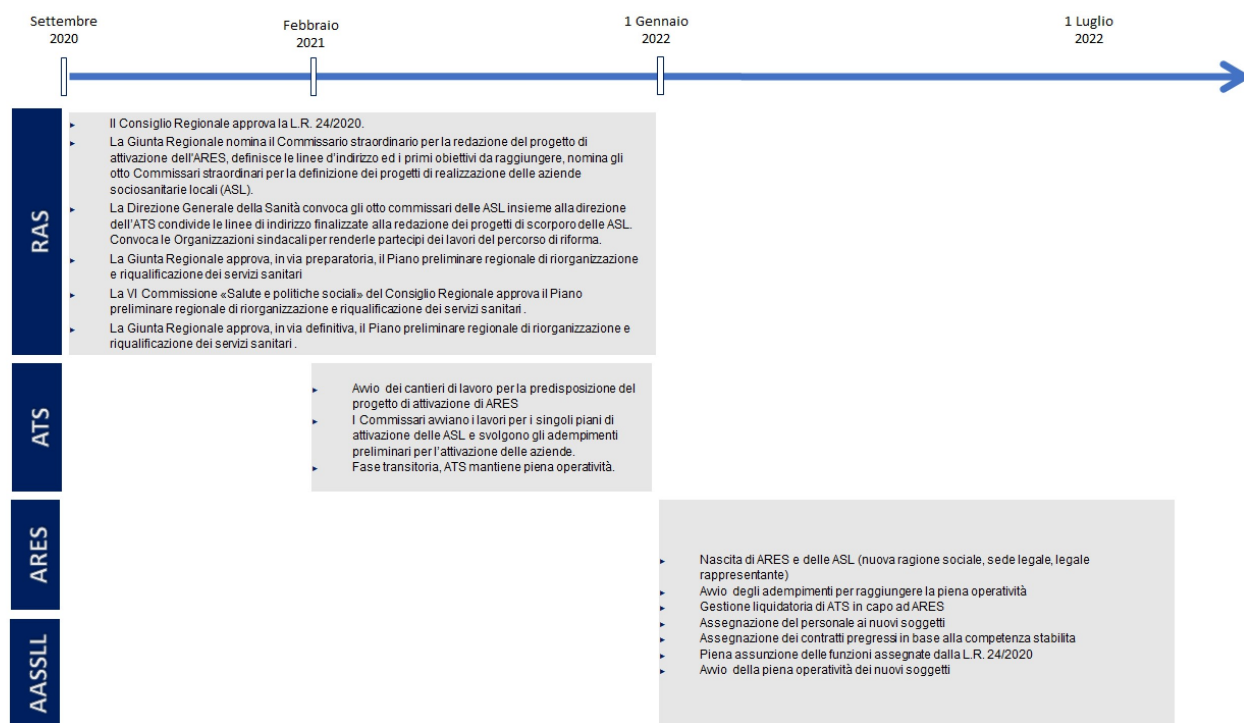 Settembre
2020
Febbraio
2021
1 Gennaio
2022
1 Luglio
2022
RAS
Il Consiglio Regionale approva la L.R. 24/2020.
La Giunta Regionale nomina il Commissario straordinario per la redazione del progetto di
attivazione dell'ARES, definisce le linee d'indirizzo ed i primi obiettivi da raggiungere, nomina gli
otto Commissari straordinari per la definizione dei progetti di realizzazione delle aziende
sociosanitarie locali (ASL).
La Direzione Generale della Sanità convoca gli otto commissari delle ASL insieme alla direzione
dell'ATS condivide le linee di indirizzo finalizzate alla redazione dei progetti di scorporo delle ASL.
Convoca le Organizzazioni sindacali per renderle partecipi dei lavori del percorso di riforma.
La Giunta Regionale approva, in via preparatoria, il Piano preliminare regionale di riorganizzazione
e riqualificazione dei servizi sanitari
La VI Commissione «Salute e politiche sociali» del Consiglio Regionale approva il Piano
preliminare regionale di riorganizzazione e riqualificazione dei servizi sanitari .
La Giunta Regionale approva, in via definitiva, il Piano preliminare regionale di riorganizzazione e
riqualificazione dei servizi sanitari .
ATS
Avvio dei cantieri di lavoro per la predisposizione del
progetto di attivazione di ARES
I Commissari avviano i lavori per i singoli piani di
attivazione delle ASL e svolgono gli adempimenti
preliminari per l'attivazione delle aziende.
Fase transitoria, ATS mantiene piena operatività.
ARES
AASSLL
Nascita di ARES e delle ASL (nuova ragione sociale, sede legale, legale
rappresentante)
Avvio degli adempimenti per raggiungere la piena operatività
Gestione liquidatoria di ATS in capo ad ARES
Assegnazione del personale ai nuovi soggetti
Assegnazione dei contratti pregressi in base alla competenza stabilita
Piena assunzione delle funzioni assegnate dalla L.R. 24/2020
Avvio della piena operatività dei nuovi soggetti